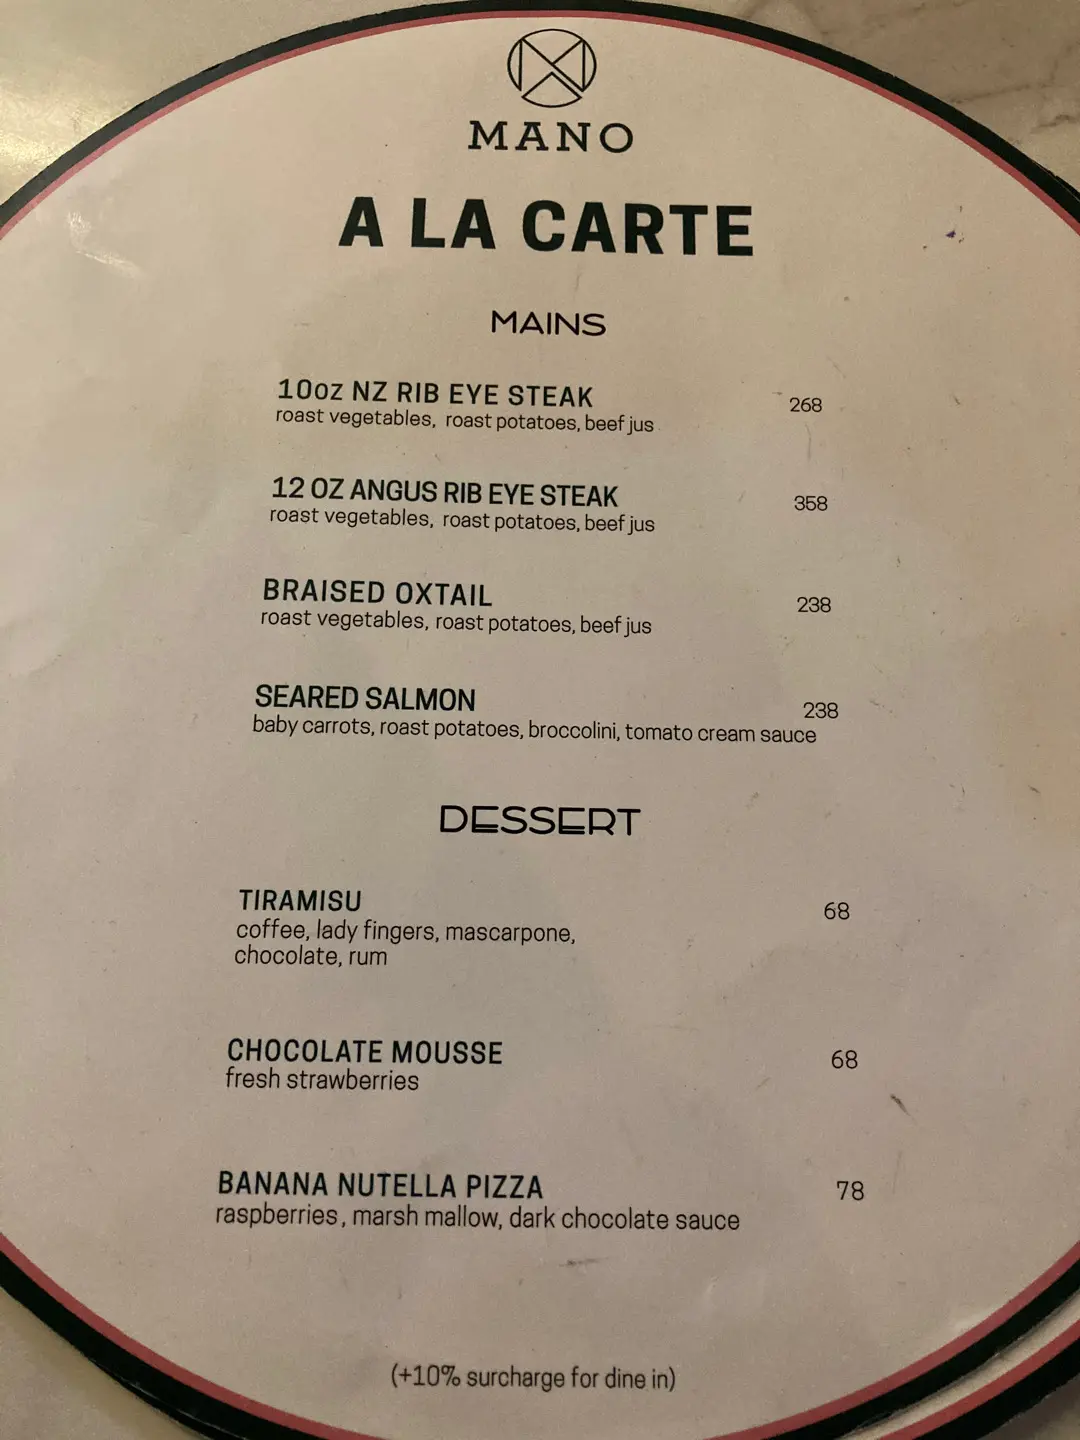 MANO
A LA CARTE
MAINS
10oz NZ RIB EYE STEAK 268
roast vegetables, roast potatoes, beef jus
12 OZ ANGUS RIB EYE STEAK 358
roast vegetables, roast potatoes, beef jus
BRAISED OXTAIL 238
roast vegetables, roast potatoes, beef jus
SEARED SALMON 238
baby carrots, roast potatoes, broccolini, tomato cream sauce
DESSERT
TIRAMISU 68
coffee, lady fingers, mascarpone,
chocolate, rum
CHOCOLATE MOUSSE 68
fresh strawberries
BANANA NUTELLA PIZZA 78
raspberries, marsh mallow, dark chocolate sauce
(+10% surcharge for dine in)